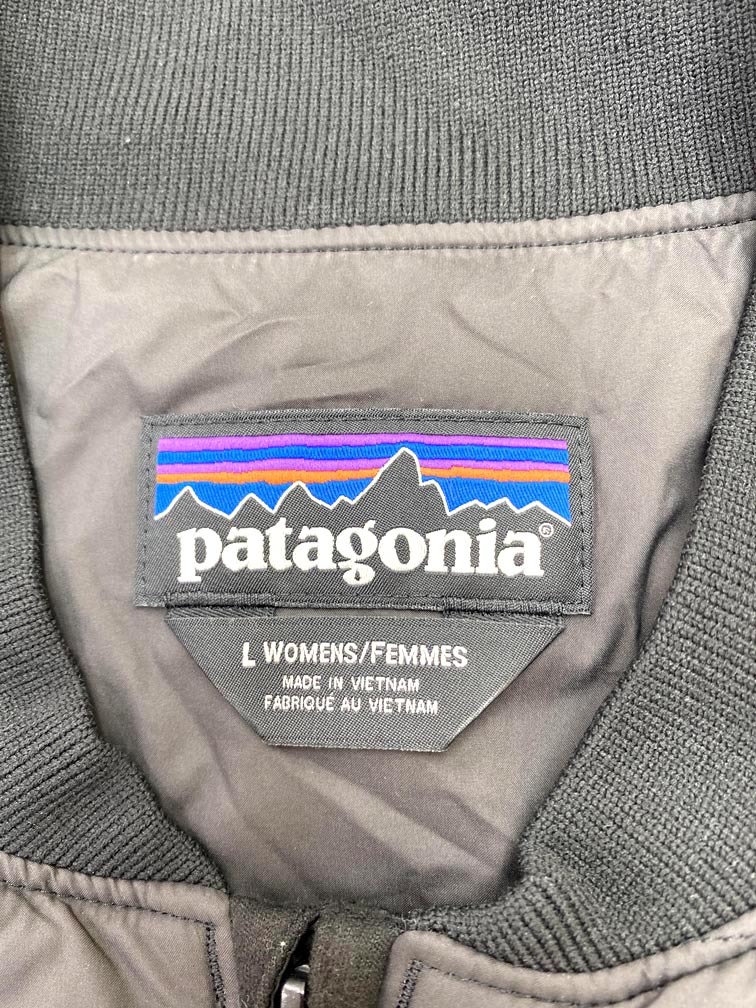 patagonia®
L WOMENS/FEMMES
MADE IN VIETNAM
FABRIQUÉ AU VIETNAM